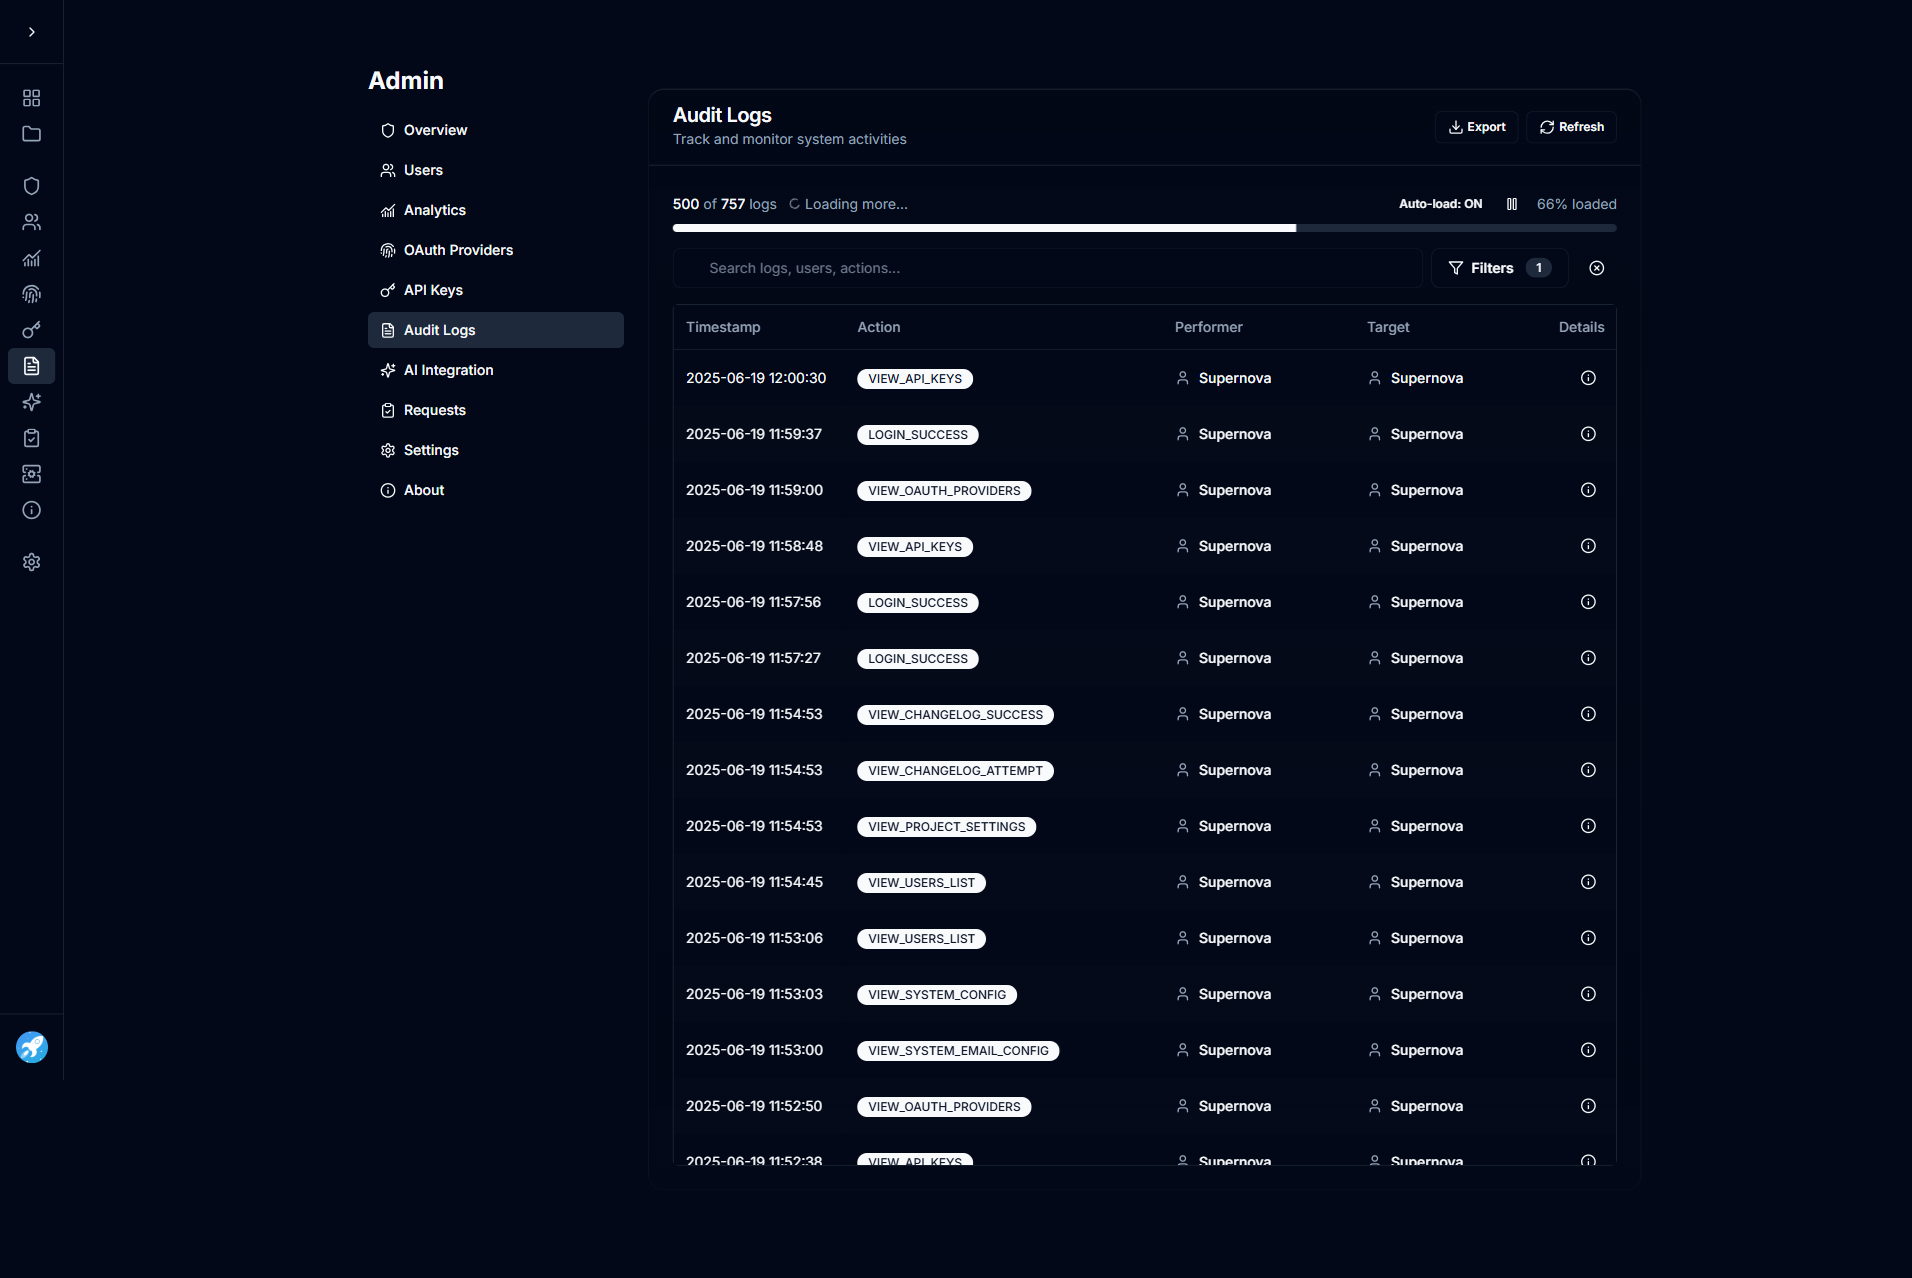 Admin
Overview
Users
Analytics
OAuth Providers
API Keys
Audit Logs
AI Integration
Requests
Settings
About
Audit Logs
Track and monitor system activities
Export
Refresh
500 of 757 logs Loading more...
Auto-load: ON 66% loaded
Search logs, users, actions...
Filters 1
Timestamp Action Performer Target Details
2025-06-19 12:00:30 VIEW_API_KEYS Supernova Supernova
2025-06-19 11:59:37 LOGIN_SUCCESS Supernova Supernova
2025-06-19 11:59:00 VIEW_OAUTH_PROVIDERS Supernova Supernova
2025-06-19 11:58:48 VIEW_API_KEYS Supernova Supernova
2025-06-19 11:57:56 LOGIN_SUCCESS Supernova Supernova
2025-06-19 11:57:27 LOGIN_SUCCESS Supernova Supernova
2025-06-19 11:54:53 VIEW_CHANGELOG_SUCCESS Supernova Supernova
2025-06-19 11:54:53 VIEW_CHANGELOG_ATTEMPT Supernova Supernova
2025-06-19 11:54:53 VIEW_PROJECT_SETTINGS Supernova Supernova
2025-06-19 11:54:45 VIEW_USERS_LIST Supernova Supernova
2025-06-19 11:53:06 VIEW_USERS_LIST Supernova Supernova
2025-06-19 11:53:03 VIEW_SYSTEM_CONFIG Supernova Supernova
2025-06-19 11:53:00 VIEW_SYSTEM_EMAIL_CONFIG Supernova Supernova
2025-06-19 11:52:50 VIEW_OAUTH_PROVIDERS Supernova Supernova
2025-06-19 11:52:38 VIEW_API_KEYS Supernova Supernova